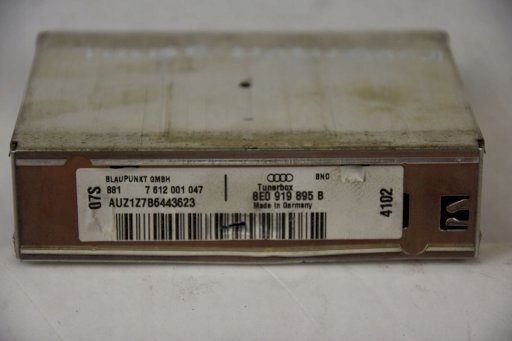 BLAUPUNKT GMBH
881 7 612 001 047
AUZ1Z7B6443623
07S
BNO
Tunerbox
8E0 919 895 B
Made in Germany
4102